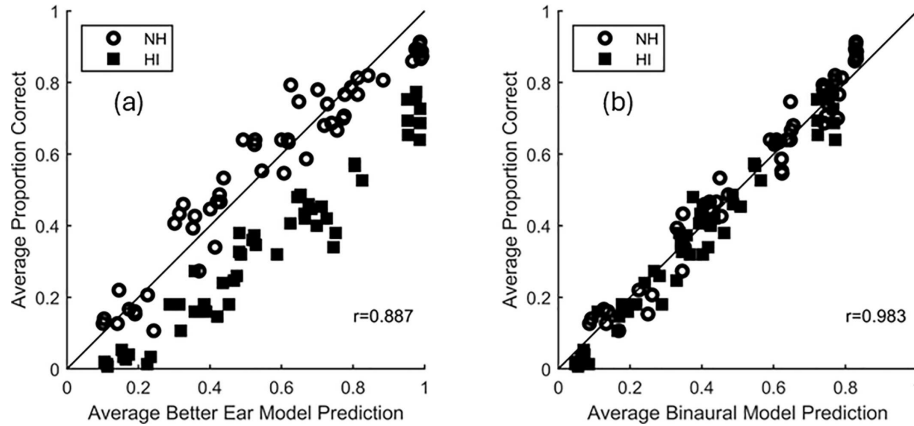 (a)
NH
HI
Average Proportion Correct
1
0.8
0.6
0.4
0.2
0
r=0.887
0 0.2 0.4 0.6 0.8 1
Average Better Ear Model Prediction
(b)
NH
HI
Average Proportion Correct
1
0.8
0.6
0.4
0.2
0
r=0.983
0 0.2 0.4 0.6 0.8
Average Binaural Model Prediction